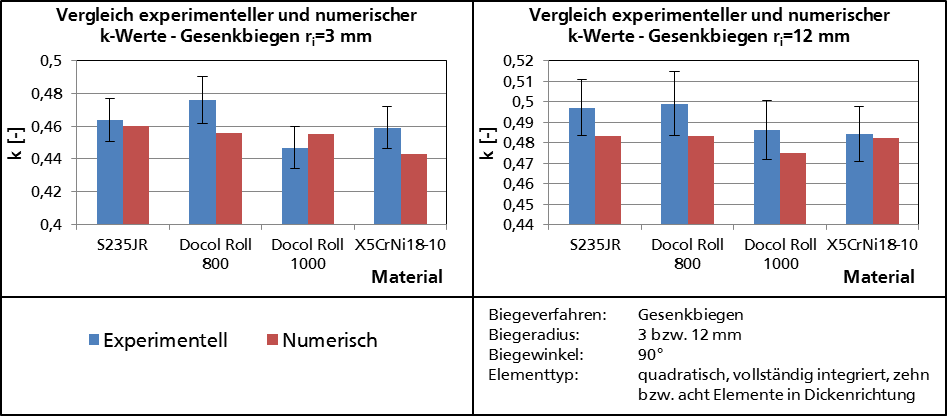 Vergleich experimenteller und numerischer
k-Werte - Gesenkbiegen ri=3 mm
0,5
0,48
0,46
0,44
0,42
0,4
k [-]
S235JR
Docol Roll
800
Docol Roll
1000
X5CrNi18-10
Material
Vergleich experimenteller und numerischer
k-Werte - Gesenkbiegen ri=12 mm
0,52
0,51
0,5
0,49
0,48
0,47
0,46
0,45
0,44
k [-]
S235JR
Docol Roll
800
Docol Roll
1000
X5CrNi18-10
Material
Experimentell
Numerisch
Biegeverfahren: Gesenkbiegen
Biegeradius: 3 bzw. 12 mm
Biegewinkel: 90°
Elementtyp: quadratisch, vollständig integriert, zehn
bzw. acht Elemente in Dickenrichtung